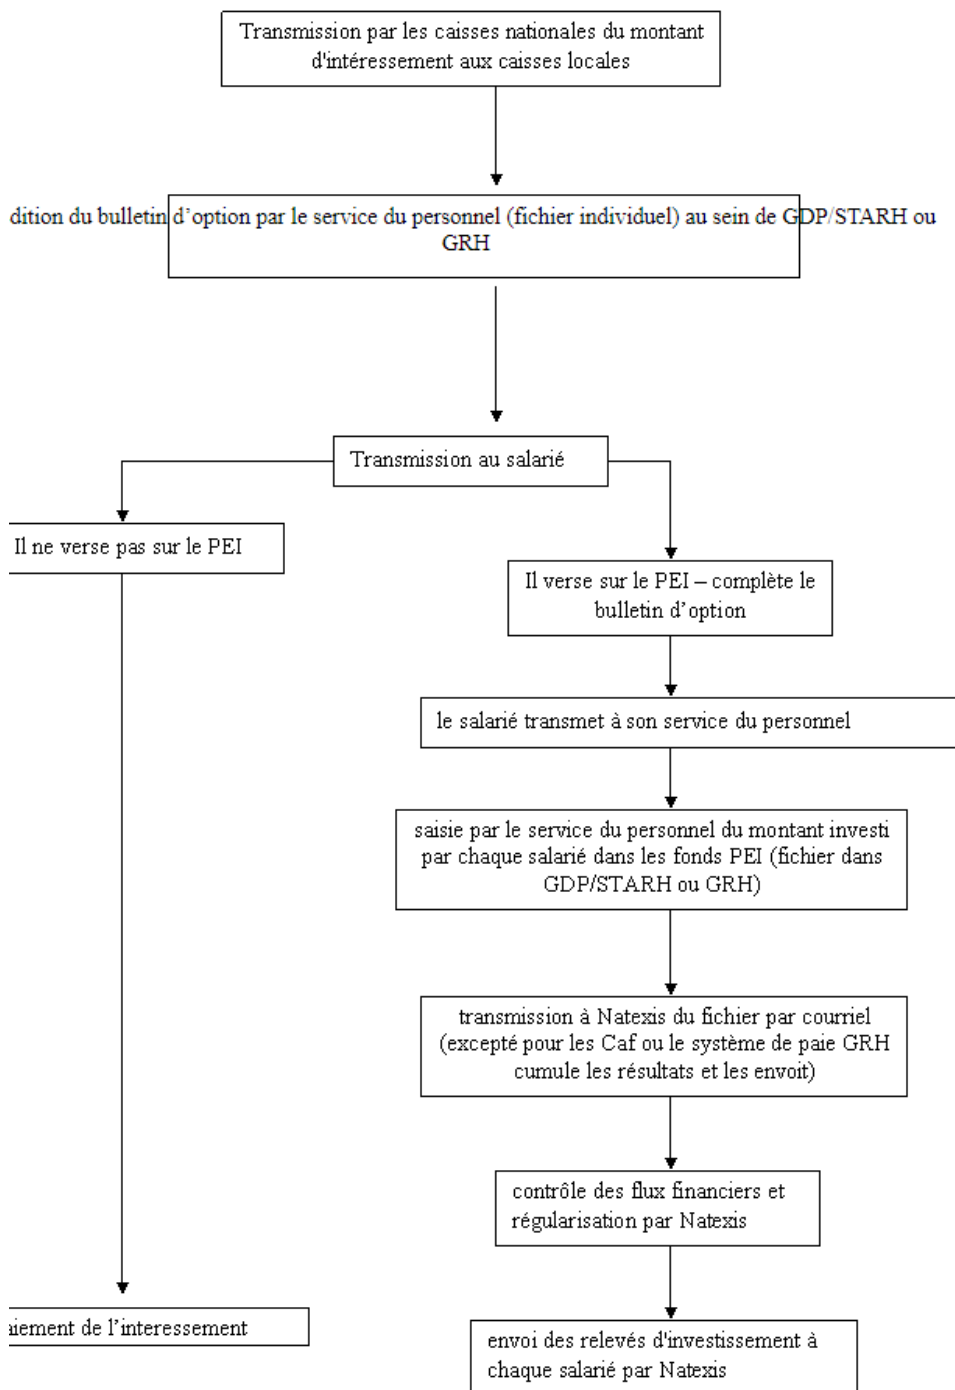 Transmission par les caisses nationales du montant
d'intéressement aux caisses locales
dition du bulletin d'option par le service du personnel (fichier individuel) au sein de GDP/STARH ou
GRH
Transmission au salarié
Il ne verse pas sur le PEI
Il verse sur le PEI – complète le
bulletin d'option
le salarié transmet à son service du personnel
saisie par le service du personnel du montant investi
par chaque salarié dans les fonds PEI (fichier dans
GDP/STARH ou GRH)
transmission à Natexis du fichier par courriel
(excepté pour les Caf ou le système de paie GRH
cumule les résultats et les envoit)
contrôle des flux financiers et
régularisation par Natexis
aiement de l'interessement
envoi des relevés d'investissement à
chaque salarié par Natexis